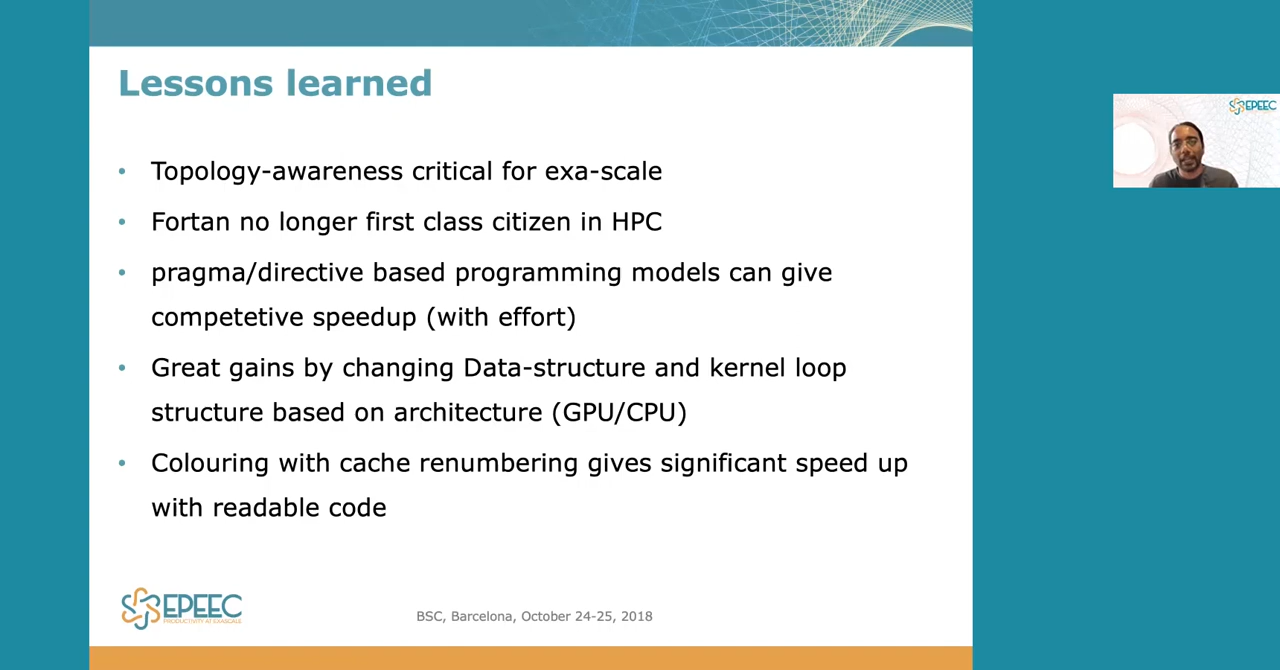 Lessons learned
• Topology-awareness critical for exa-scale
• Fortan no longer first class citizen in HPC
• pragma/directive based programming models can give
competetive speedup (with effort)
• Great gains by changing Data-structure and kernel loop
structure based on architecture (GPU/CPU)
• Colouring with cache renumbering gives significant speed up
with readable code
EPEEC
PRODUCTIVITY AT EXASCALE
BSC, Barcelona, October 24-25, 2018
EPEEC